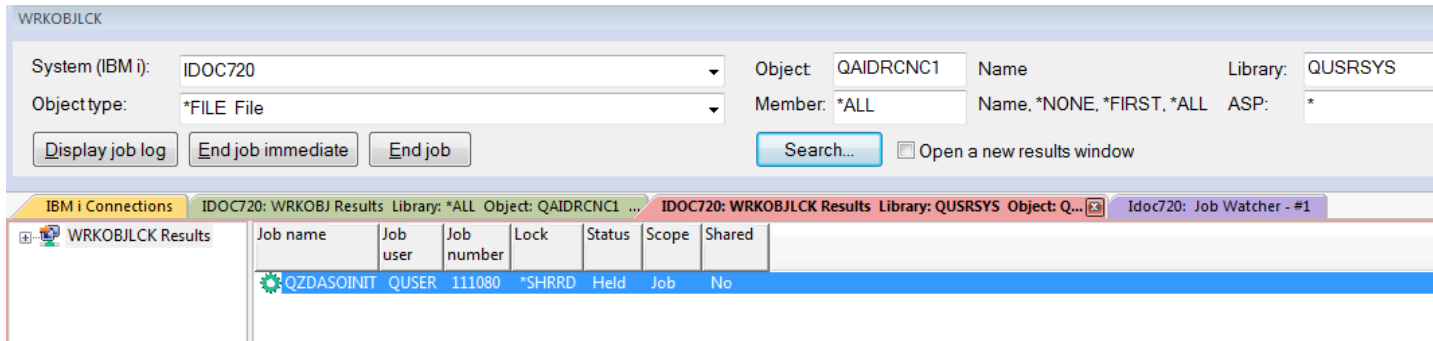 WRKOBJLCK
System (IBM i): IDOC720 Object: QAIDRCNC1 Name Library: QUSRSYS
Object type: *FILE File Member: *ALL Name, *NONE, *FIRST, *ALL ASP: *
Display job log End job immediate End job Search... Open a new results window
IBM i Connections IDOC720: WRKOBJ Results Library: *ALL Object: QAIDRCNC1 ... IDOC720: WRKOBJLCK Results Library: QUSRSYS Object: Q... Idoc720: Job Watcher - #1
WRKOBJLCK Results Job name Job user Job number Lock Status Scope Shared
QZDASOINIT QUSER 111080 *SHRRD Held Job No